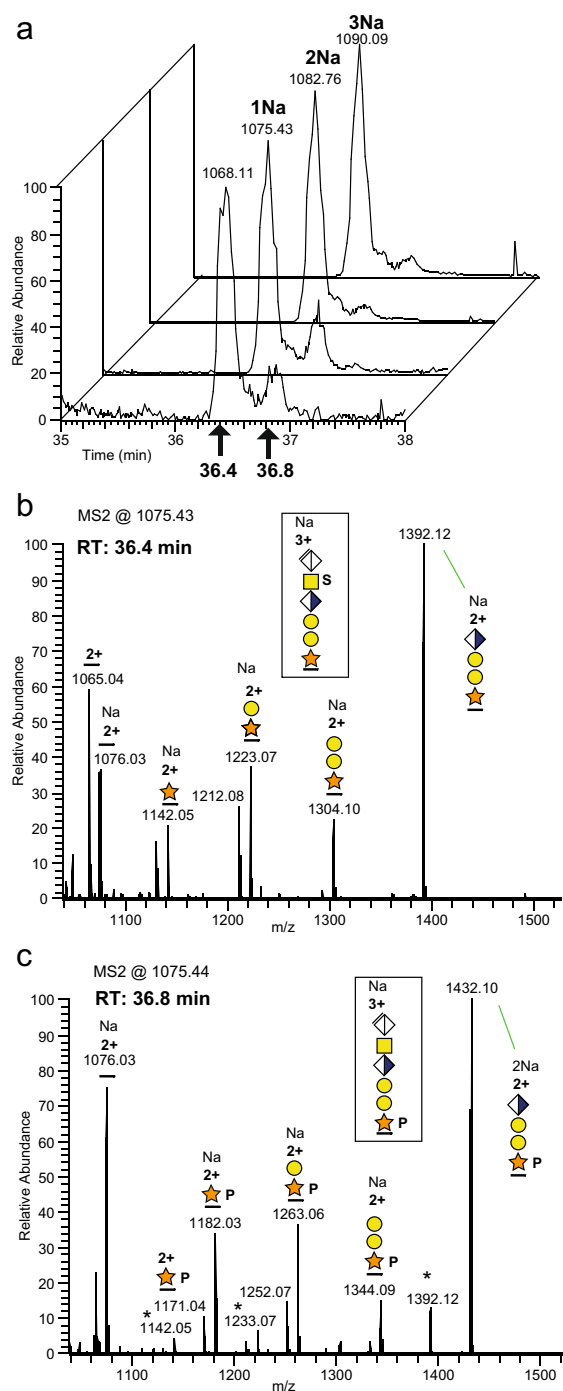 a
3Na
1090.09
2Na
1082.76
1Na
1075.43
1068.11
Relative Abundance
100
80
60
40
20
0
35
36
37
38
Time (min)
36.4
36.8
b
MS2 @ 1075.43
RT: 36.4 min
Na
3+
S
1392.12
Na
2+
2+
1065.04
Na
2+
1076.03
Na
2+
1142.05
1212.08
Na
2+
1223.07
Na
2+
1304.10
Relative Abundance
100
90
80
70
60
50
40
30
20
10
0
1100
1200
1300
1400
1500
m/z
c
MS2 @ 1075.44
RT: 36.8 min
Na
3+
P
1432.10
2Na
2+
P
Na
2+
1076.03
2+
P
*
1142.05
1171.04
Na
2+
P
1182.03
*
1233.07
1252.07
Na
2+
P
1263.06
Na
2+
P
1344.09
*
1392.12
Relative Abundance
100
90
80
70
60
50
40
30
20
10
0
1100
1200
1300
1400
1500
m/z